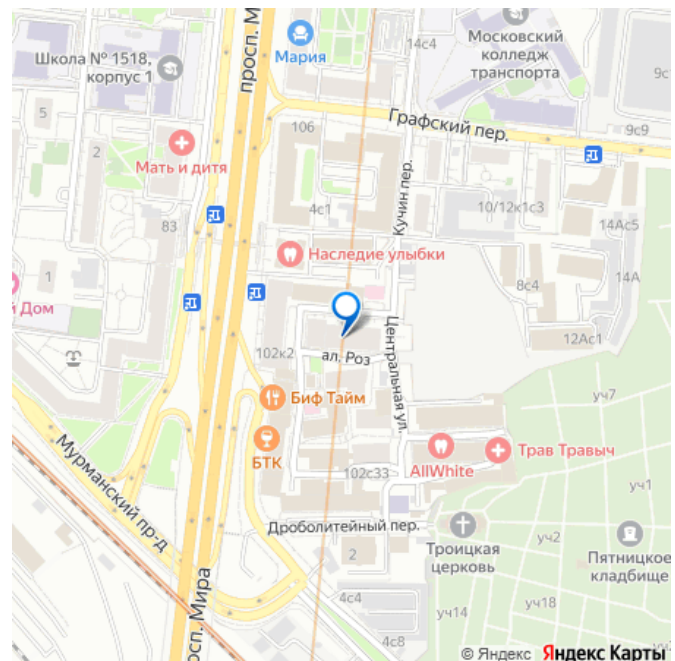 14с4
Московский
колледж
транспорта
Школа № 1518,
корпус 1
просп. М
Мария
9с
5
106
Графский пер.
9с9
2
Мать и дитя
4с1
Кучин пер.
10/12к1с3
83
14Ас5
Наследие улыбки
1
й Дом
8с4
14А
12Ас1
102к2
ал. Роз
Центральная ул.
Биф Тайм
уч7
БТК
AllWhite
Трав Травыч
Мурманский пр-д
102с33
уч1
Дроболитейный пер.
Троицкая
церковь
уч2
2
Пятницкое
кладбище
4с4
уч18
уч14
осп. Мира
4с8
© Яндекс Яндекс Карты